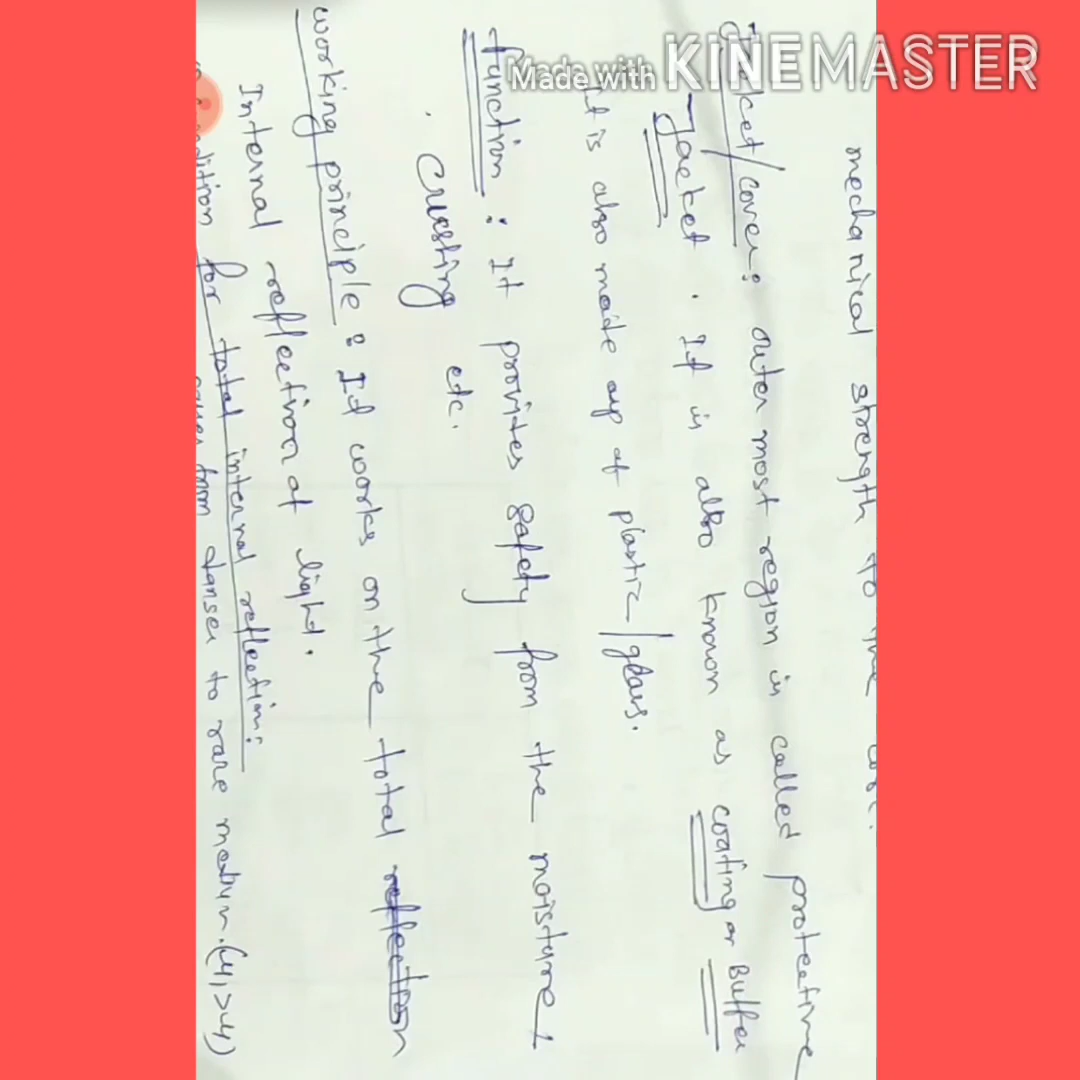 Made with KINEMASTER
mechanical strength to the
Jacket/cover: outer most region is called protective
Jacket. It is also known as coating or Buffer
It is also made up of plastic/glass.
function: It provites safety from the moisture &
crusting etc.
working principle: It works on the total reflection
Internal reflection of light.
condition for total internal reflection:
from danser to rare medium.